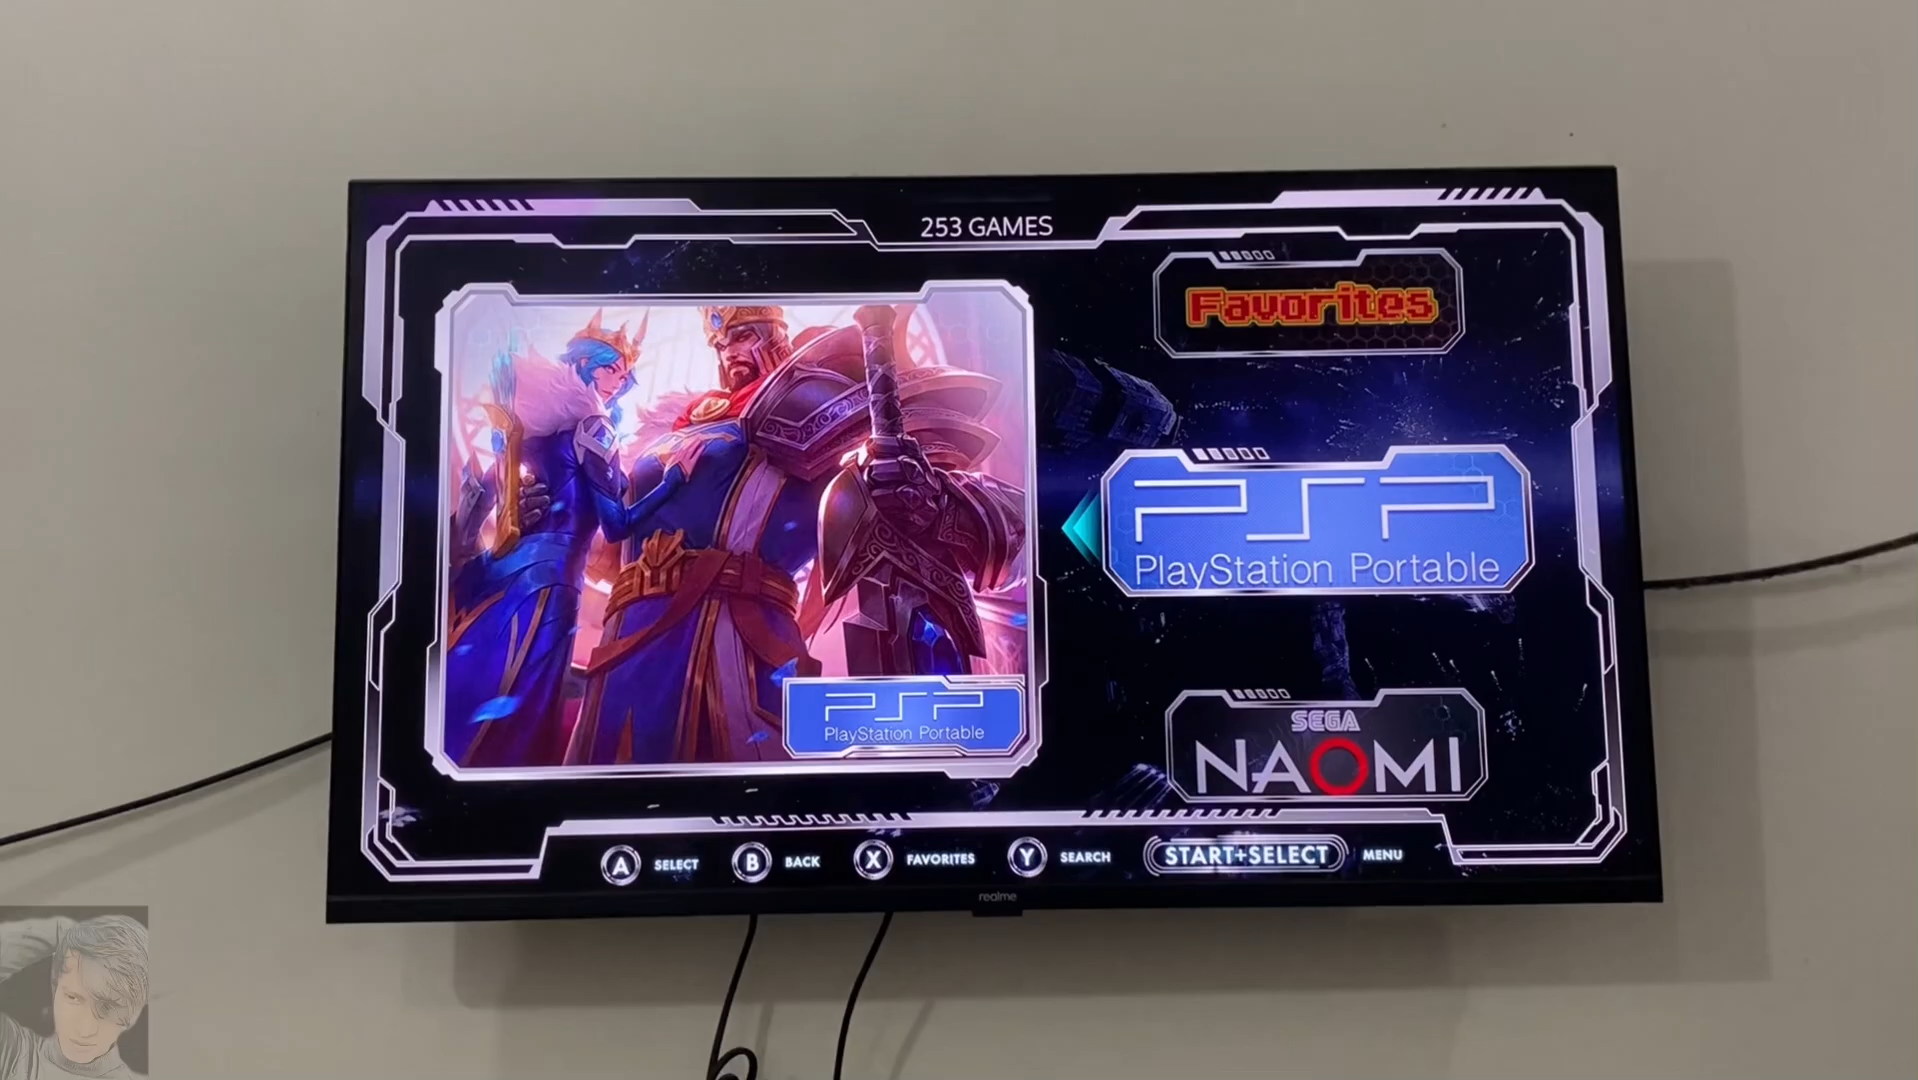 253 GAMES
Favorites
PSP
PlayStation Portable
PSP
PlayStation Portable
SEGA
NAOMI
A SELECT B BACK X FAVORITES Y SEARCH START+SELECT MENU
realme